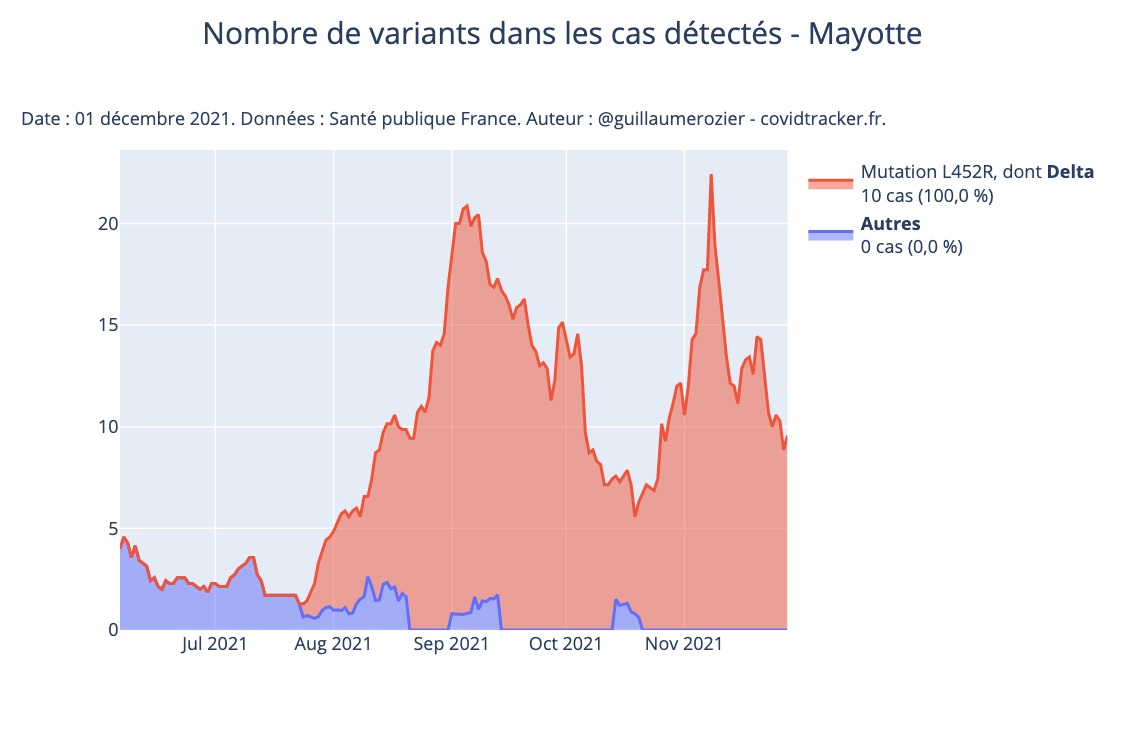 Nombre de variants dans les cas détectés - Mayotte
Date : 01 décembre 2021. Données : Santé publique France. Auteur : @guillaumerozier - covidtracker.fr.
Mutation L452R, dont Delta
10 cas (100,0 %)
Autres
0 cas (0,0 %)
20
15
10
5
0
Jul 2021 Aug 2021 Sep 2021 Oct 2021 Nov 2021